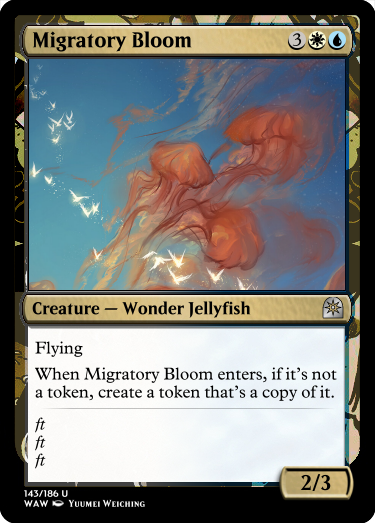 Migratory Bloom 3
Creature — Wonder Jellyfish
Flying
When Migratory Bloom enters, if it's not
a token, create a token that's a copy of it.
ft
ft
ft
2/3
143/186 U
WAW Yuumei Weiching